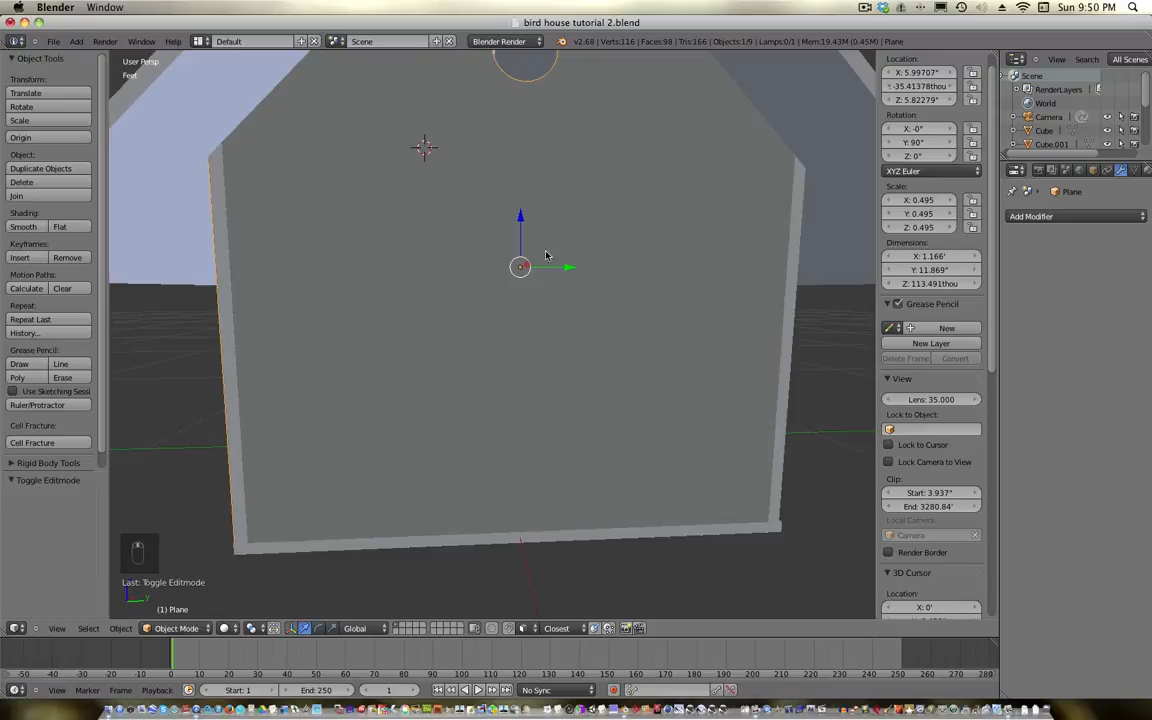 Blender Window
Sun 9:50 PM
bird house tutorial 2.blend
File Add Render Window Help Default Scene Blender Render v2.68 | Verts:116 | Faces:98 | Tris:166 | Objects:1/9 | Lamps:0/1 | Mem:19.43M (0.45M) | Plane
View Search All Scenes
Object Tools
Transform:
Translate
Rotate
Scale
Origin
Object:
Duplicate Objects
Delete
Join
Shading:
Smooth Flat
Keyframes:
Insert Remove
Motion Paths:
Calculate Clear
Repeat:
Repeat Last
History...
Grease Pencil:
Draw Line
Poly Erase
Use Sketching Sessi
Ruler/Protractor
Cell Fracture:
Cell Fracture
Rigid Body Tools
Toggle Editmode
User Persp
Feet
Last: Toggle Editmode
y
(1) Plane
Location:
X: 5.99707"
-35.41378thou
Z: 5.82279"
Rotation:
X: -0°
Y: 90°
Z: 0°
XYZ Euler
Scale:
X: 0.495
Y: 0.495
Z: 0.495
Dimensions:
X: 1.166'
Y: 11.869"
Z: 113.491thou
Grease Pencil
New
New Layer
Delete Frame Convert
View
Lens: 35.000
Lock to Object:
Lock to Cursor
Lock Camera to View
Clip:
Start: 3.937"
End: 3280.84'
Local Camera:
Camera
Render Border
3D Cursor
Location:
X: 0'
Scene
RenderLayers
World
Camera
Cube
Cube.001
Plane
Add Modifier
View Select Object Object Mode Global Closest
0 10 20 30 40 50 60 70 80 90 100 110 120 130 140 150 160 170 180 190 200 210 220 230 240 250 260 270 280
View Marker Frame Playback Start: 1 End: 250 1 No Sync